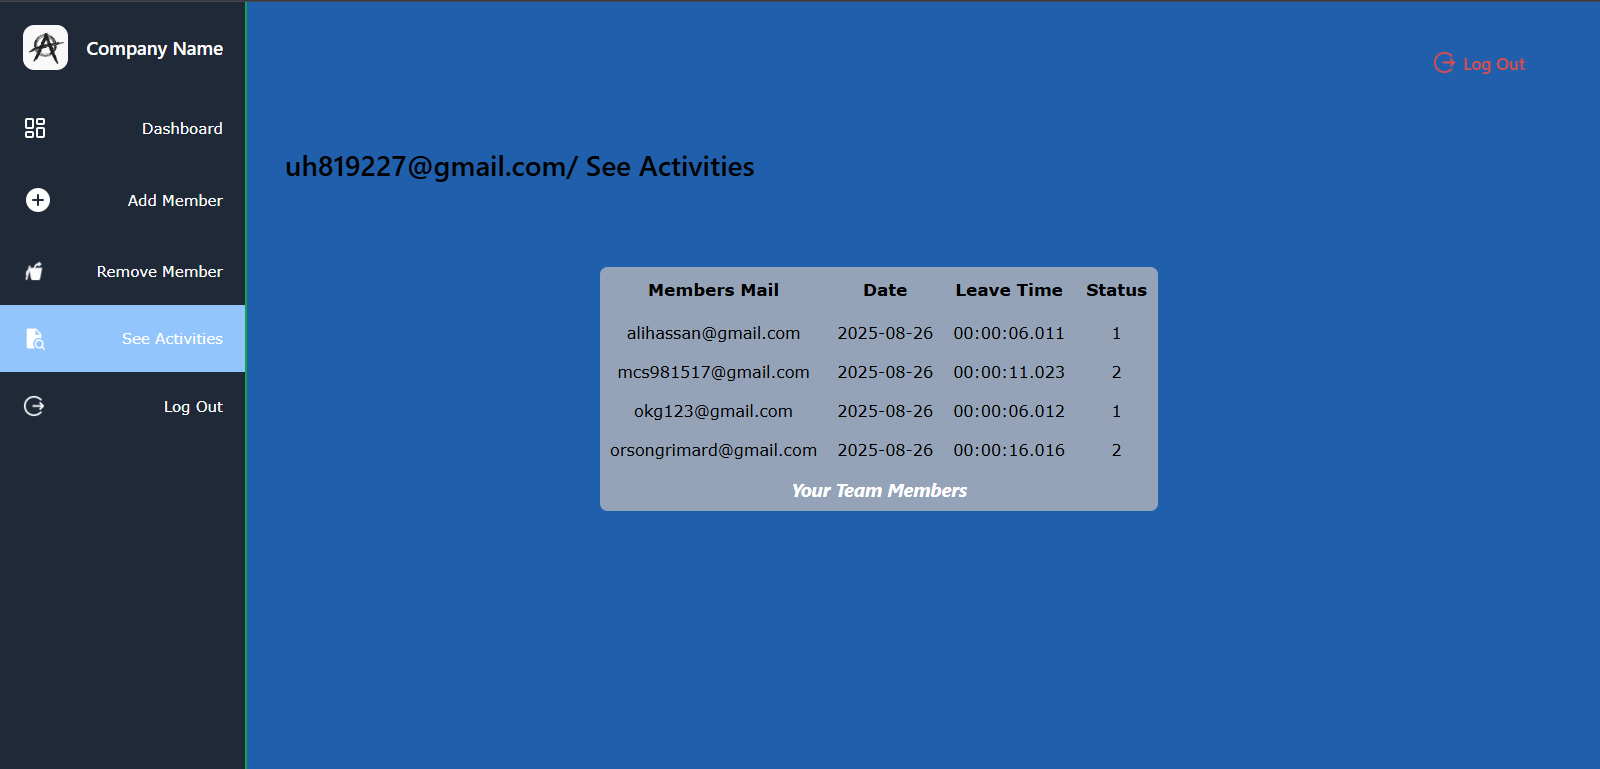 Company Name
Dashboard
Add Member
Remove Member
See Activities
Log Out
Log Out
uh819227@gmail.com/ See Activities
Members Mail Date Leave Time Status
alihassan@gmail.com 2025-08-26 00:00:06.011 1
mcs981517@gmail.com 2025-08-26 00:00:11.023 2
okg123@gmail.com 2025-08-26 00:00:06.012 1
orsongrimard@gmail.com 2025-08-26 00:00:16.016 2
Your Team Members